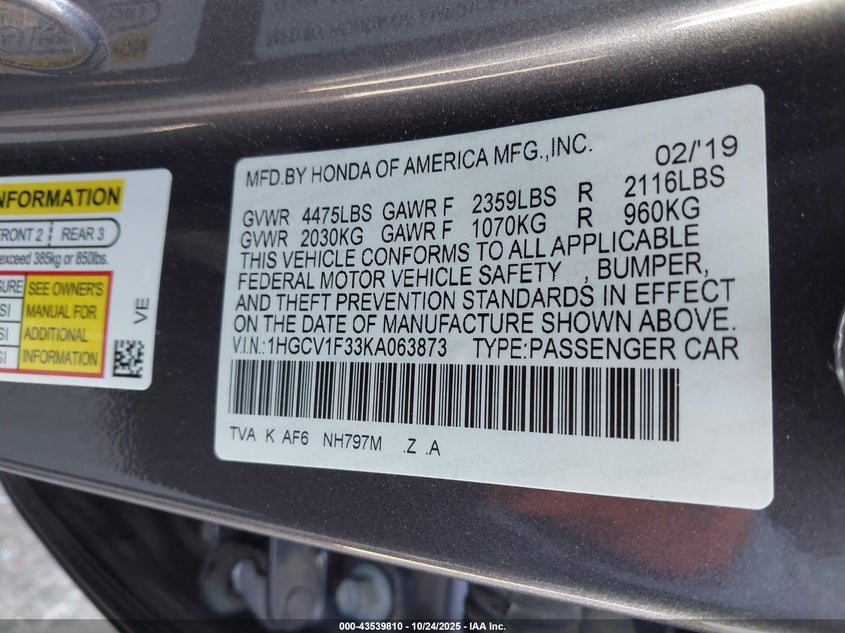 MFD.BY HONDA OF AMERICA MFG.,INC. 02/'19
GVWR 4475LBS GAWR F 2359LBS R 2116LBS
GVWR 2030KG GAWR F 1070KG R 960KG
THIS VEHICLE CONFORMS TO ALL APPLICABLE
FEDERAL MOTOR VEHICLE SAFETY , BUMPER,
AND THEFT PREVENTION STANDARDS IN EFFECT
ON THE DATE OF MANUFACTURE SHOWN ABOVE.
V.I.N.:1HGCV1F33KA063873 TYPE:PASSENGER CAR
TVA K AF6 NH797M .Z .A
INFORMATION
FRONT 2 REAR 3
exceed 385kg or 850lbs.
SEE OWNER'S
MANUAL FOR
ADDITIONAL
INFORMATION
VE
000-43539810 - 10/24/2025 - IAA Inc.